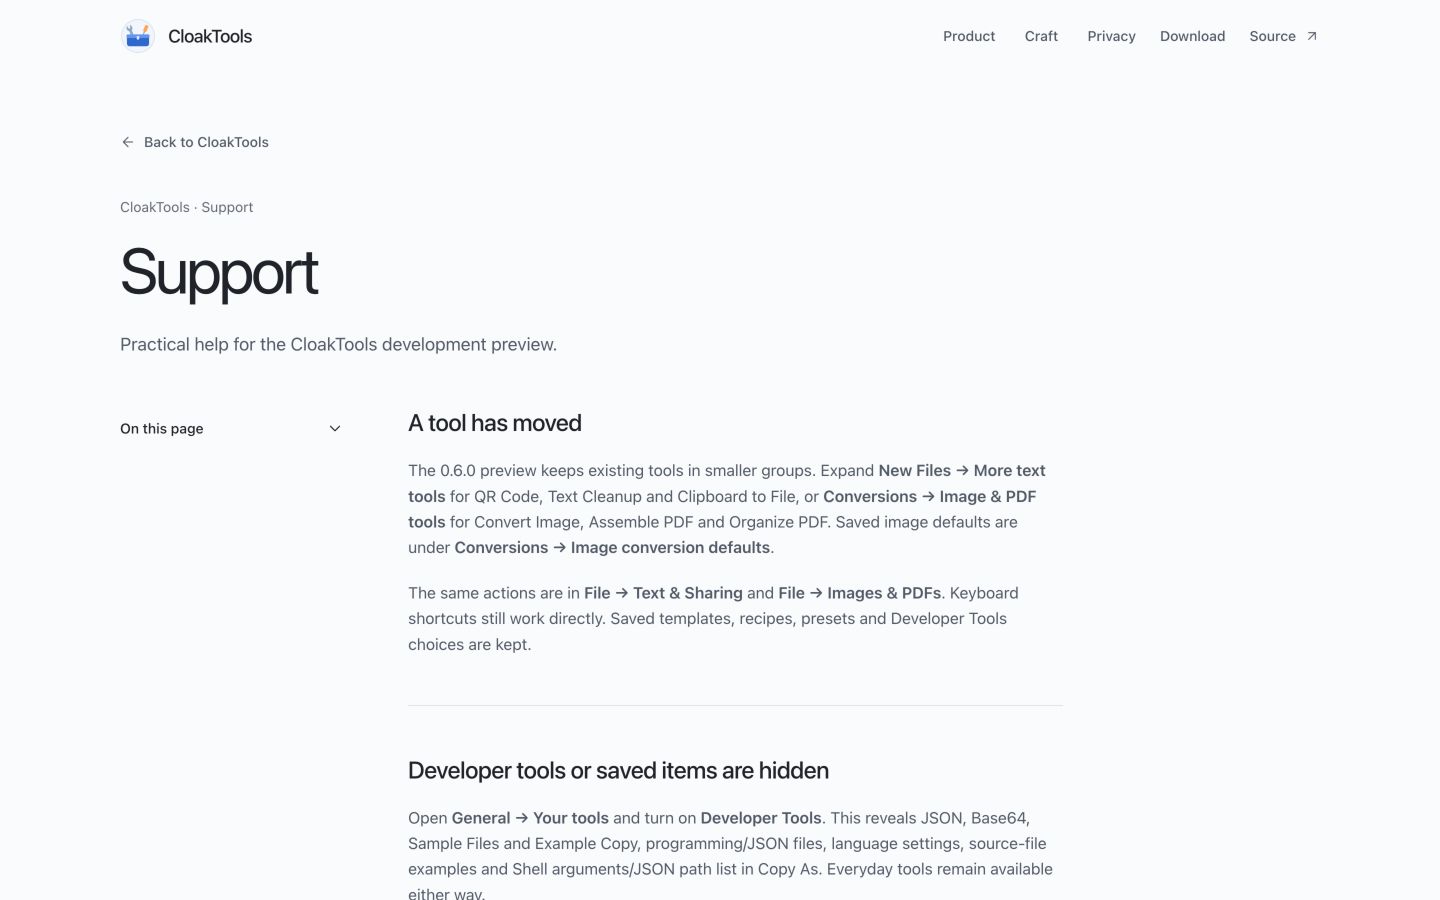 CloakTools
Product
Craft
Privacy
Download
Source
Back to CloakTools
CloakTools · Support
Support
Practical help for the CloakTools development preview.
On this page
A tool has moved
The 0.6.0 preview keeps existing tools in smaller groups. Expand New Files → More text
tools for QR Code, Text Cleanup and Clipboard to File, or Conversions → Image & PDF
tools for Convert Image, Assemble PDF and Organize PDF. Saved image defaults are
under Conversions → Image conversion defaults.
The same actions are in File → Text & Sharing and File → Images & PDFs. Keyboard
shortcuts still work directly. Saved templates, recipes, presets and Developer Tools
choices are kept.
Developer tools or saved items are hidden
Open General → Your tools and turn on Developer Tools. This reveals JSON, Base64,
Sample Files and Example Copy, programming/JSON files, language settings, source-file
examples and Shell arguments/JSON path list in Copy As. Everyday tools remain available
either way.